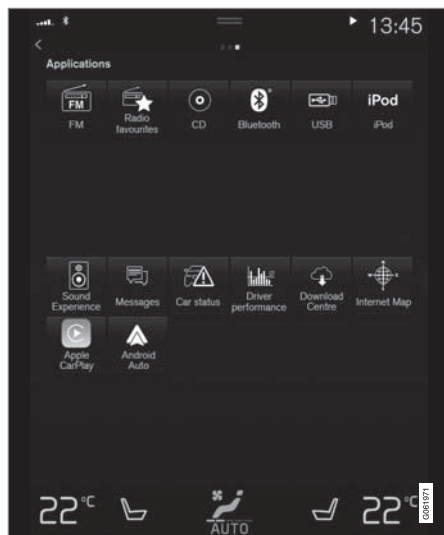 13:45
Applications
FM
iPod
FM
Radio favourites
CD
Bluetooth
USB
iPod
Sound Experience
Messages
Car status
Driver performance
Download Centre
Internet Map
Apple CarPlay
Android Auto
22°C
AUTO
22°C
G061971